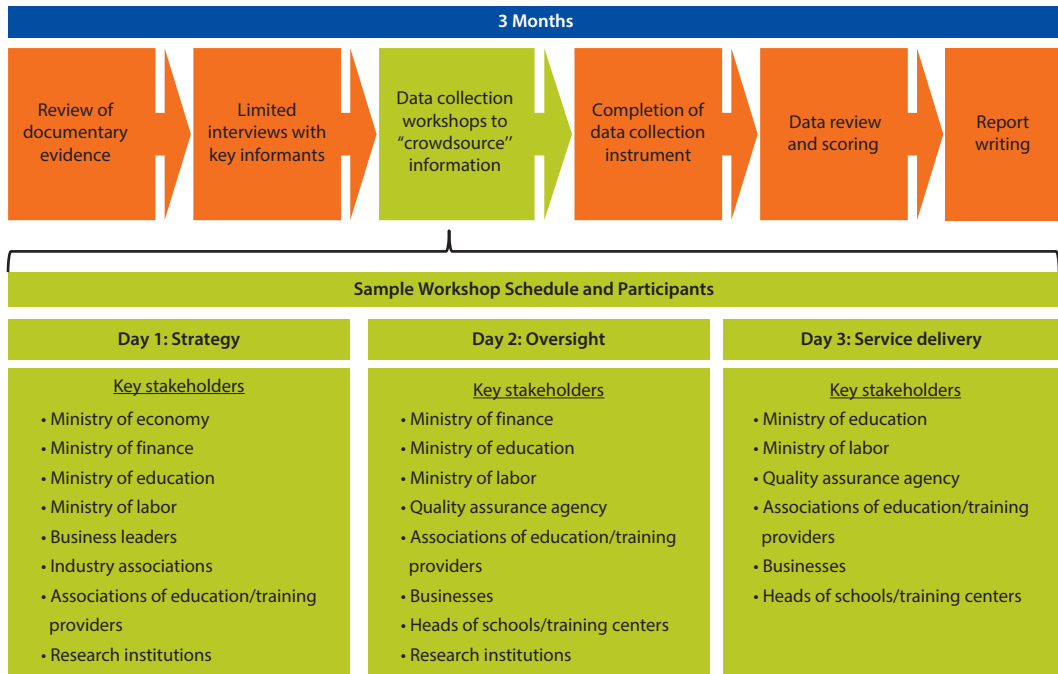 3 Months
Review of
documentary
evidence
Limited
interviews with
key informants
Data collection
workshops to
“crowdsource’’
information
Completion of
data collection
instrument
Data review
and scoring
Report
writing
Sample Workshop Schedule and Participants
Day 1: Strategy
Key stakeholders
• Ministry of economy
• Ministry of finance
• Ministry of education
• Ministry of labor
• Business leaders
• Industry associations
• Associations of education/training
providers
• Research institutions
Day 2: Oversight
Key stakeholders
• Ministry of finance
• Ministry of education
• Ministry of labor
• Quality assurance agency
• Associations of education/training
providers
• Businesses
• Heads of schools/training centers
• Research institutions
Day 3: Service delivery
Key stakeholders
• Ministry of education
• Ministry of labor
• Quality assurance agency
• Associations of education/training
providers
• Businesses
• Heads of schools/training centers